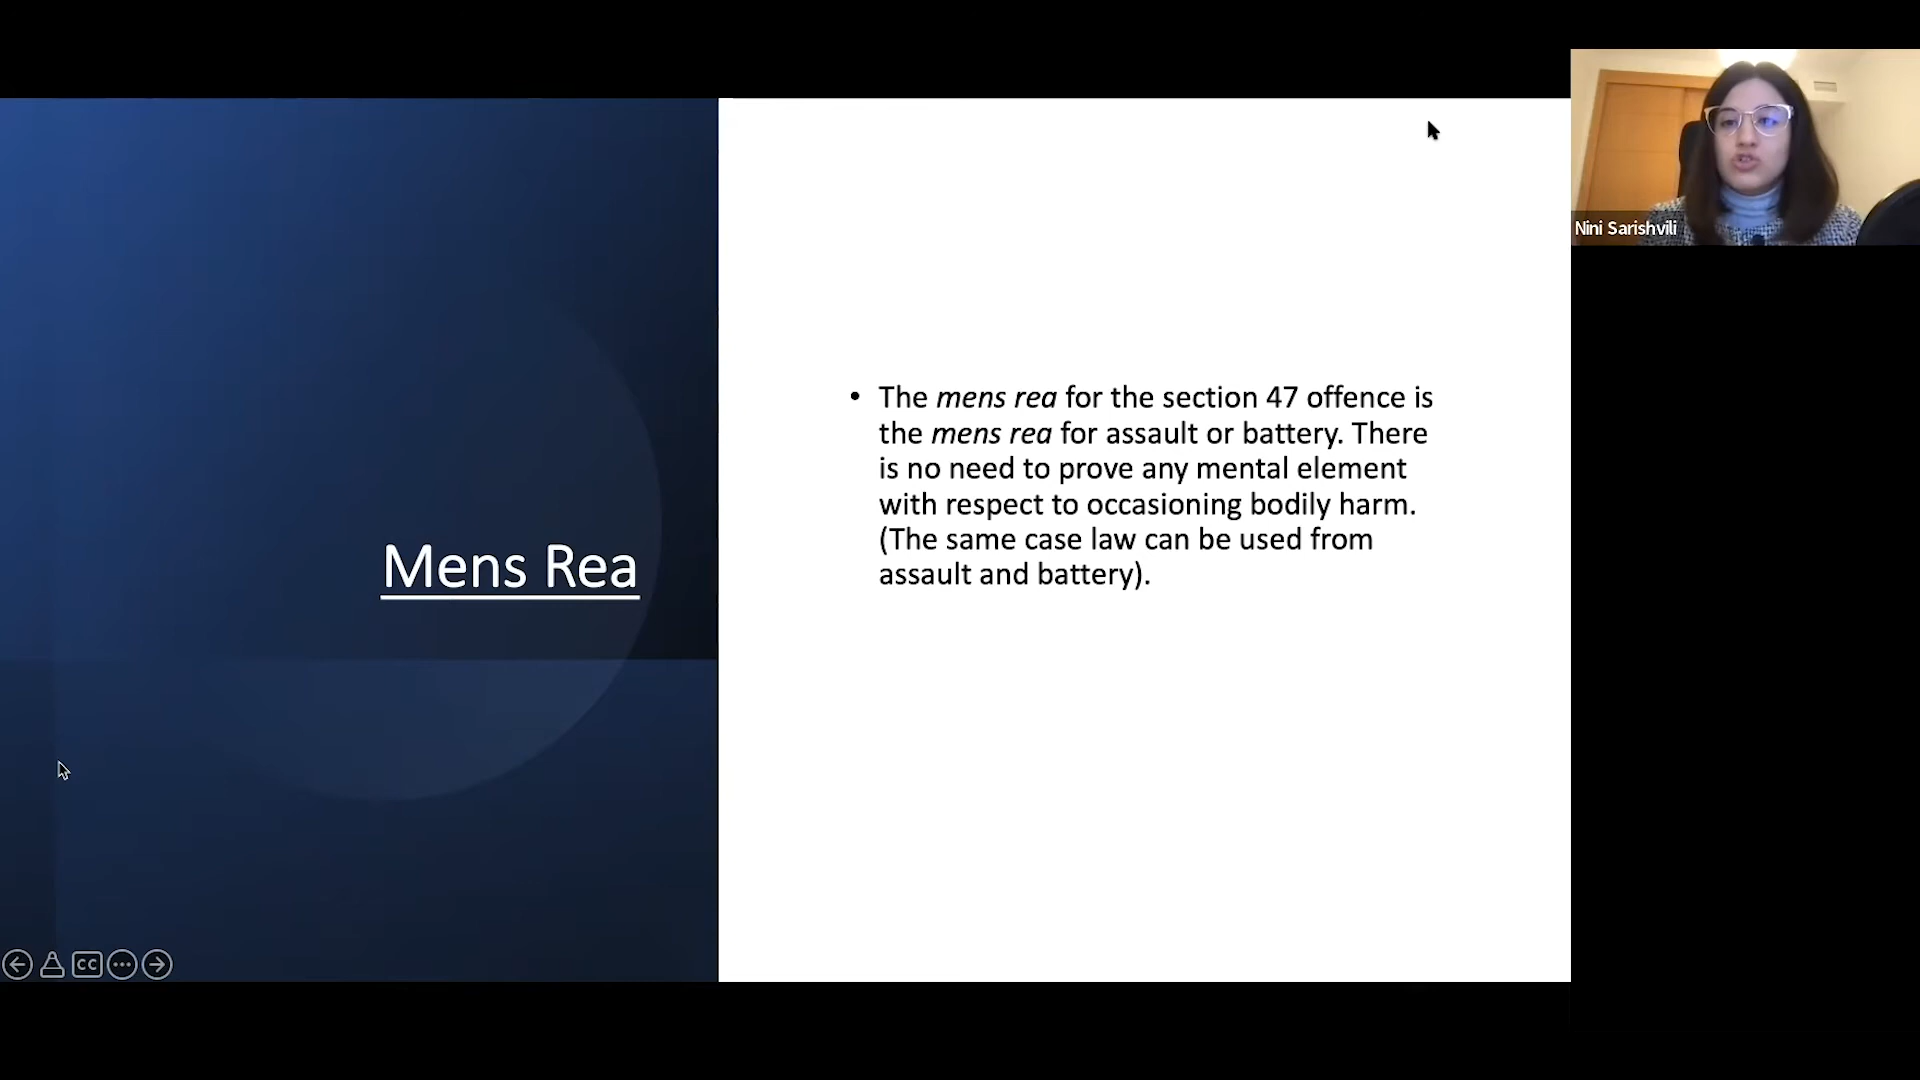 Mens Rea
• The mens rea for the section 47 offence is
the mens rea for assault or battery. There
is no need to prove any mental element
with respect to occasioning bodily harm.
(The same case law can be used from
assault and battery).
Nini Sarishvili
CC